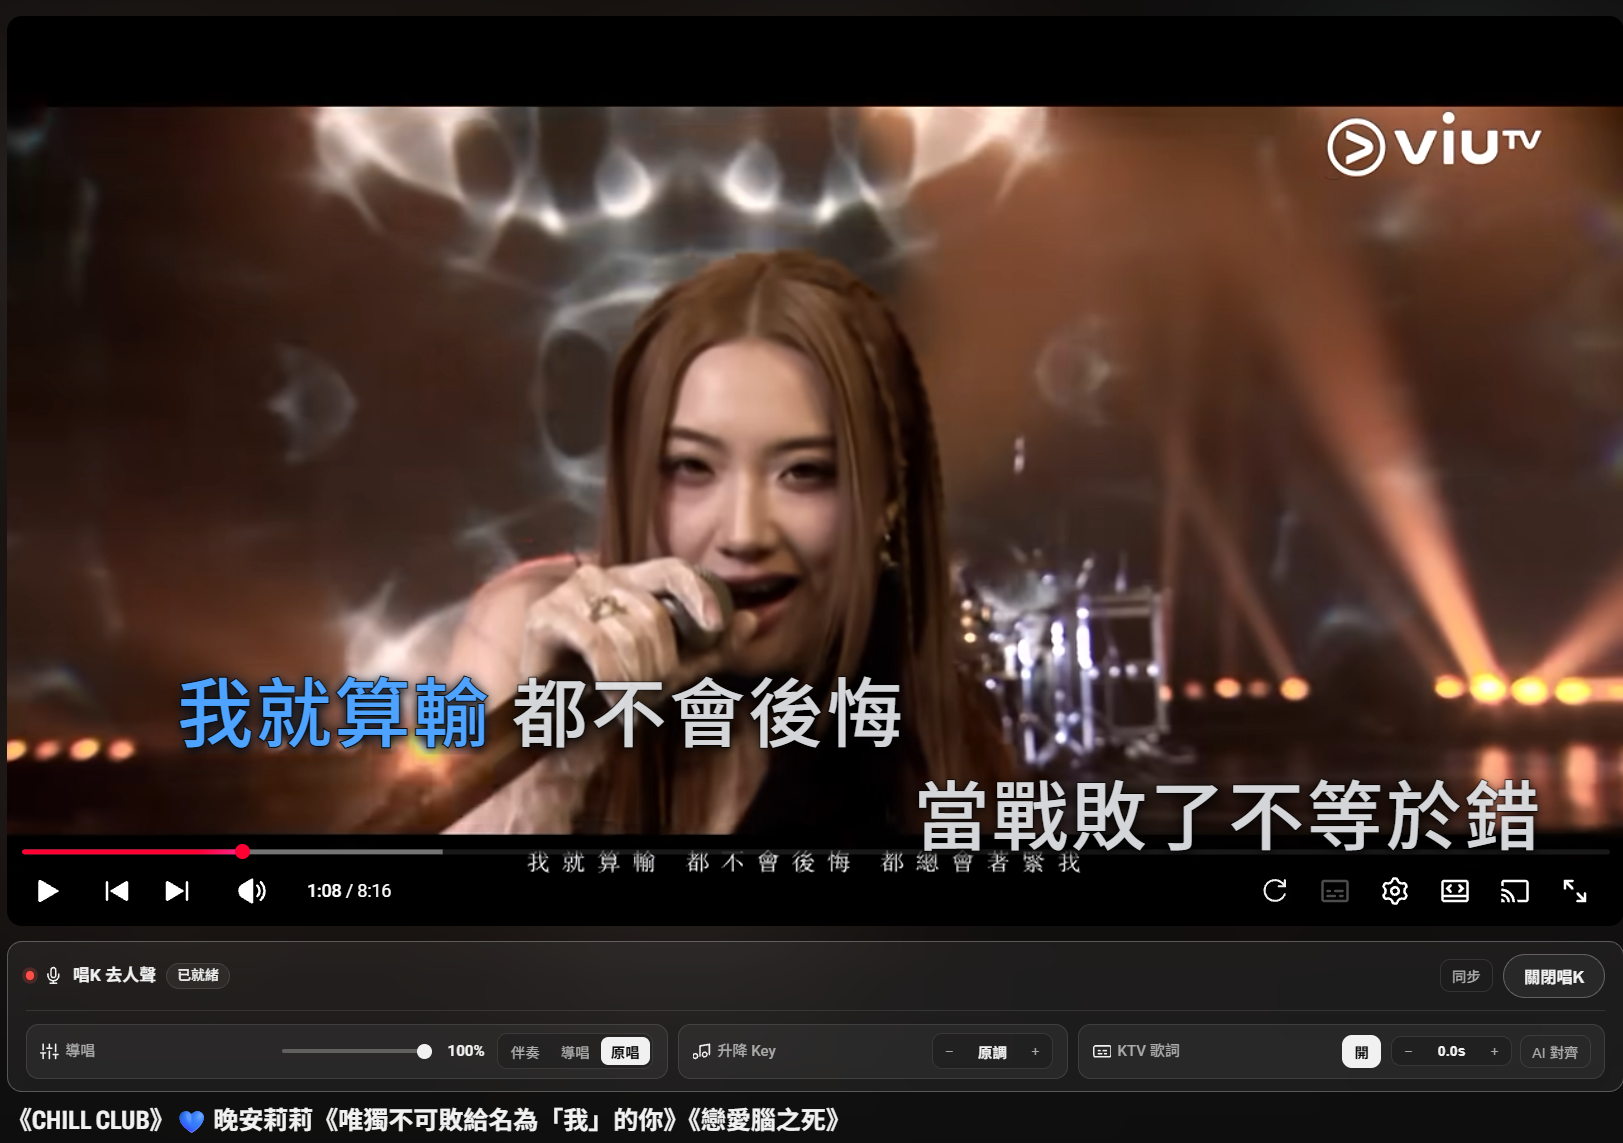 viuTV
我就算輸 都不會後悔
當戰敗了不等於錯
我就算輸 都不會後悔 都總會著緊我
1:08 / 8:16
唱K 去人聲 已就緒
同步 關閉唱K
導唱 100% 伴奏 導唱 原唱
升降 Key − 原調 +
KTV 歌詞 開 − 0.0s + AI 對齊
《CHILL CLUB》 💙 晚安莉莉《唯獨不可敗給名為「我」的你》《戀愛腦之死》